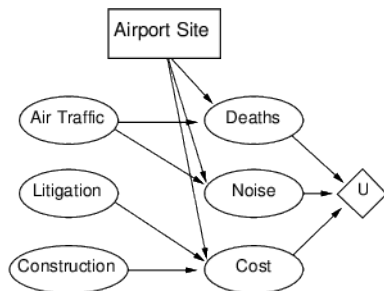 Airport Site
Air Traffic
Deaths
Litigation
Noise
U
Construction
Cost